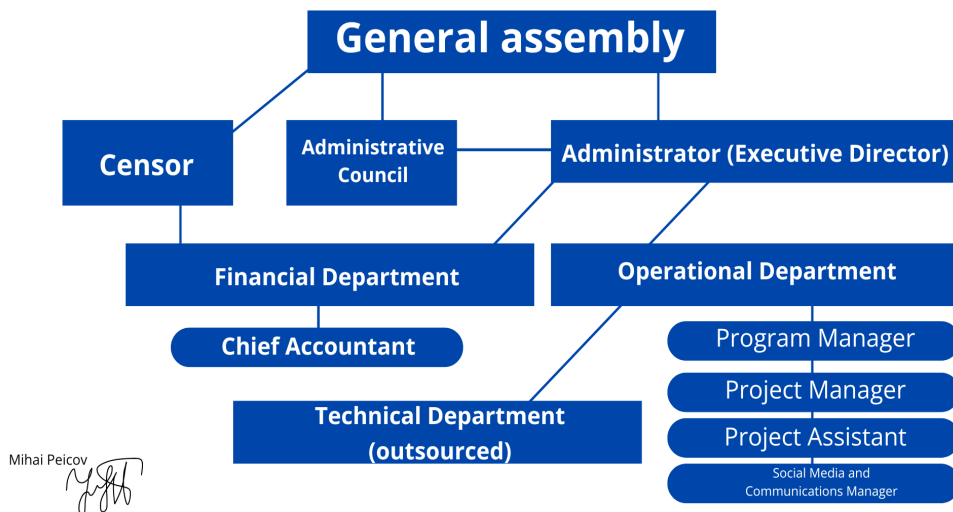 General assembly
Censor
Administrative
Council
Administrator (Executive Director)
Financial Department
Operational Department
Chief Accountant
Program Manager
Project Manager
Project Assistant
Social Media and
Communications Manager
Technical Department
(outsourced)
Mihai Peicov